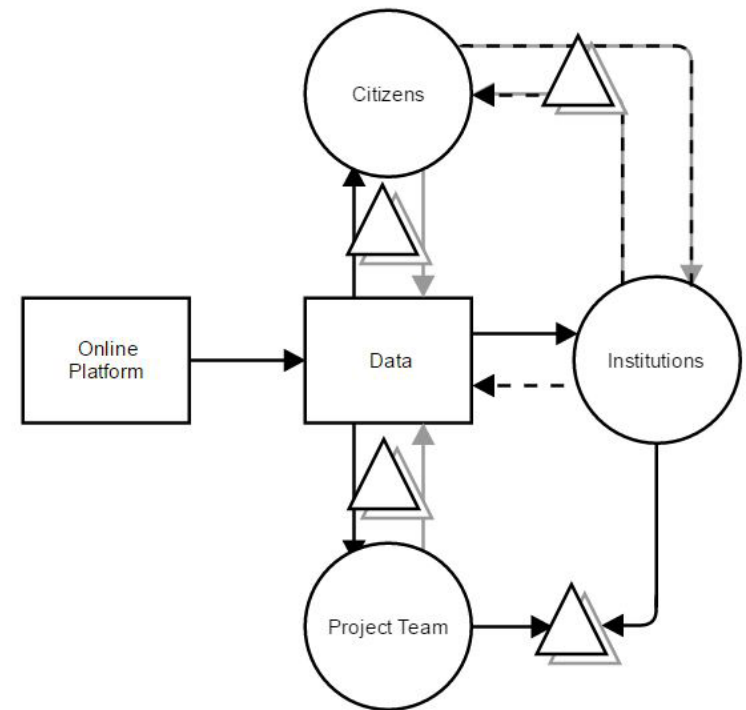 Citizens
Online
Platform
Data
Institutions
Project Team